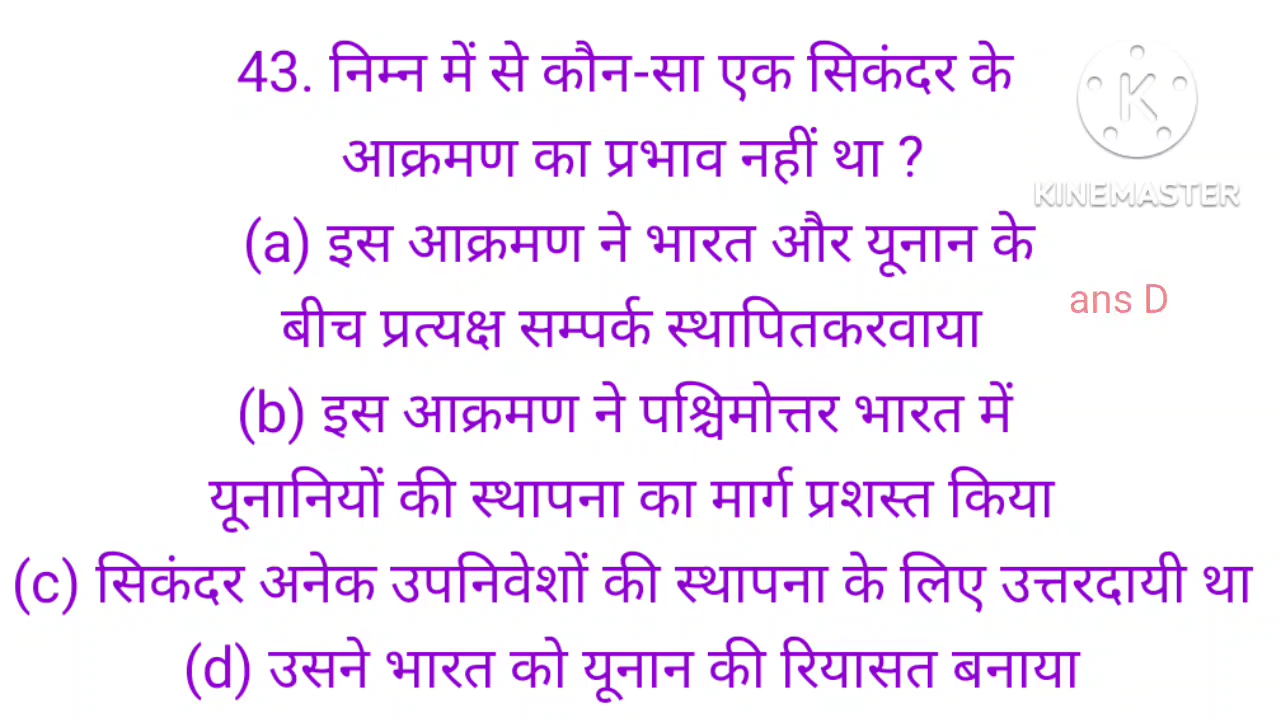 43. निम्न में से कौन-सा एक सिकंदर के
आक्रमण का प्रभाव नहीं था ?
(a) इस आक्रमण ने भारत और यूनान के
बीच प्रत्यक्ष सम्पर्क स्थापितकरवाया
(b) इस आक्रमण ने पश्चिमोत्तर भारत में
यूनानियों की स्थापना का मार्ग प्रशस्त किया
(c) सिकंदर अनेक उपनिवेशों की स्थापना के लिए उत्तरदायी था
(d) उसने भारत को यूनान की रियासत बनाया
K
KINEMASTER
ans D